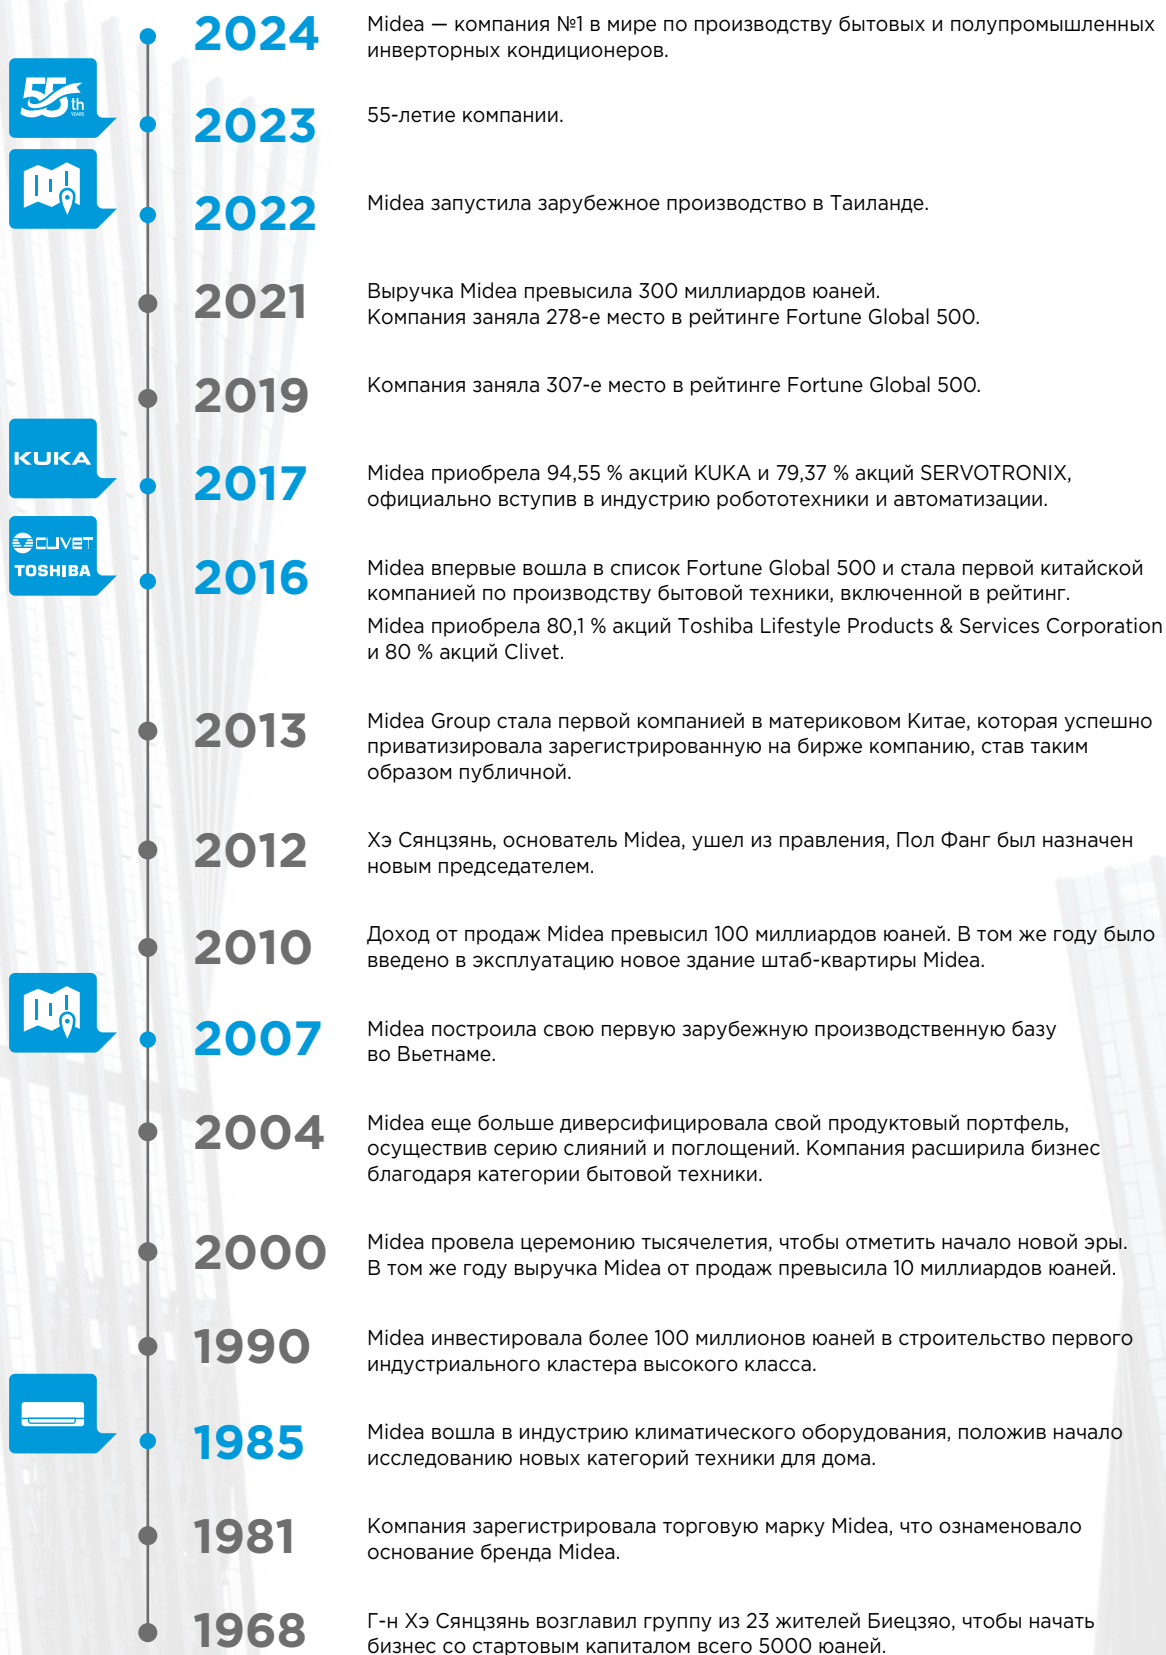 2024
Midea — компания №1 в мире по производству бытовых и полупромышленных
инверторных кондиционеров.
55th
YEARS
2023
55-летие компании.
2022
Midea запустила зарубежное производство в Таиланде.
2021
Выручка Midea превысила 300 миллиардов юаней.
Компания заняла 278-е место в рейтинге Fortune Global 500.
2019
Компания заняла 307-е место в рейтинге Fortune Global 500.
KUKA
2017
Midea приобрела 94,55 % акций KUKA и 79,37 % акций SERVOTRONIX,
официально вступив в индустрию робототехники и автоматизации.
CLIVET
TOSHIBA
2016
Midea впервые вошла в список Fortune Global 500 и стала первой китайской
компанией по производству бытовой техники, включенной в рейтинг.
Midea приобрела 80,1 % акций Toshiba Lifestyle Products & Services Corporation
и 80 % акций Clivet.
2013
Midea Group стала первой компанией в материковом Китае, которая успешно
приватизировала зарегистрированную на бирже компанию, став таким
образом публичной.
2012
Хэ Сянцзянь, основатель Midea, ушел из правления, Пол Фанг был назначен
новым председателем.
2010
Доход от продаж Midea превысил 100 миллиардов юаней. В том же году было
введено в эксплуатацию новое здание штаб-квартиры Midea.
2007
Midea построила свою первую зарубежную производственную базу
во Вьетнаме.
2004
Midea еще больше диверсифицировала свой продуктовый портфель,
осуществив серию слияний и поглощений. Компания расширила бизнес
благодаря категории бытовой техники.
2000
Midea провела церемонию тысячелетия, чтобы отметить начало новой эры.
В том же году выручка Midea от продаж превысила 10 миллиардов юаней.
1990
Midea инвестировала более 100 миллионов юаней в строительство первого
индустриального кластера высокого класса.
1985
Midea вошла в индустрию климатического оборудования, положив начало
исследованию новых категорий техники для дома.
1981
Компания зарегистрировала торговую марку Midea, что ознаменовало
основание бренда Midea.
1968
Г-н Хэ Сянцзянь возглавил группу из 23 жителей Биецзяо, чтобы начать
бизнес со стартовым капиталом всего 5000 юаней.